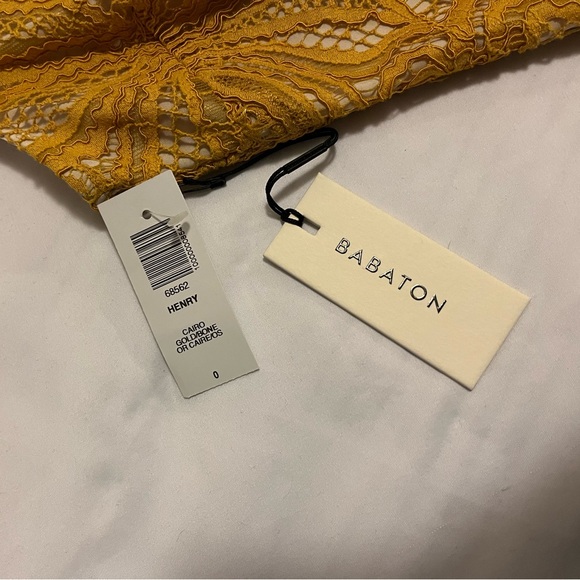 68562
HENRY
CAIRO
GOLD/BONE
OR CAIRE/OS
0
BABATON